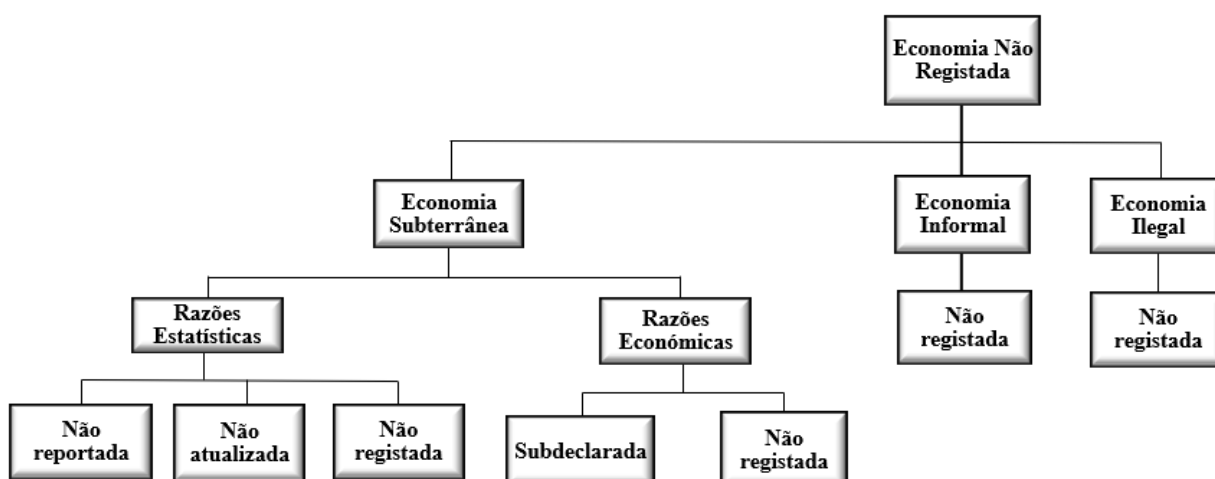 Economia Não
Registada
Economia
Subterrânea
Economia
Informal
Economia
Ilegal
Razões
Estatísticas
Razões
Económicas
Não
registada
Não
registada
Não
reportada
Não
atualizada
Não
registada
Subdeclarada
Não
registada